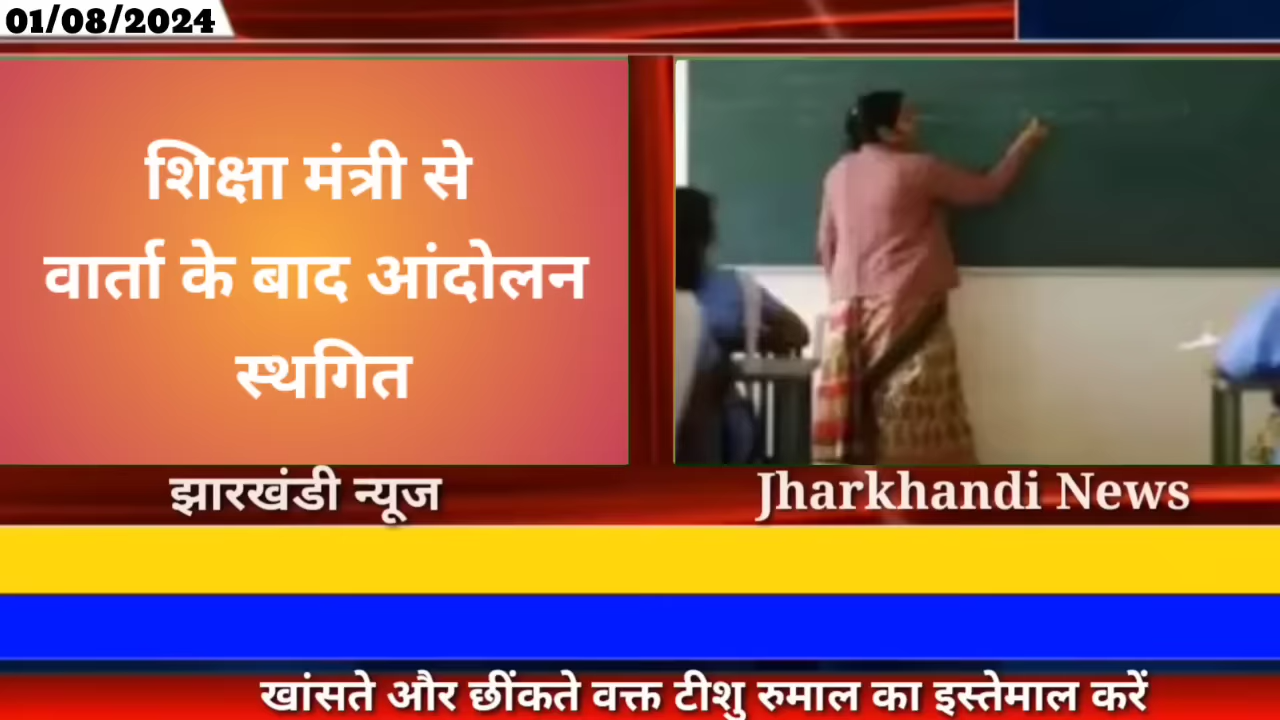 01/08/2024
शिक्षा मंत्री से
वार्ता के बाद आंदोलन
स्थगित
झारखंडी न्यूज
Jharkhandi News
खांसते और छींकते वक्त टीशु रुमाल का इस्तेमाल करें